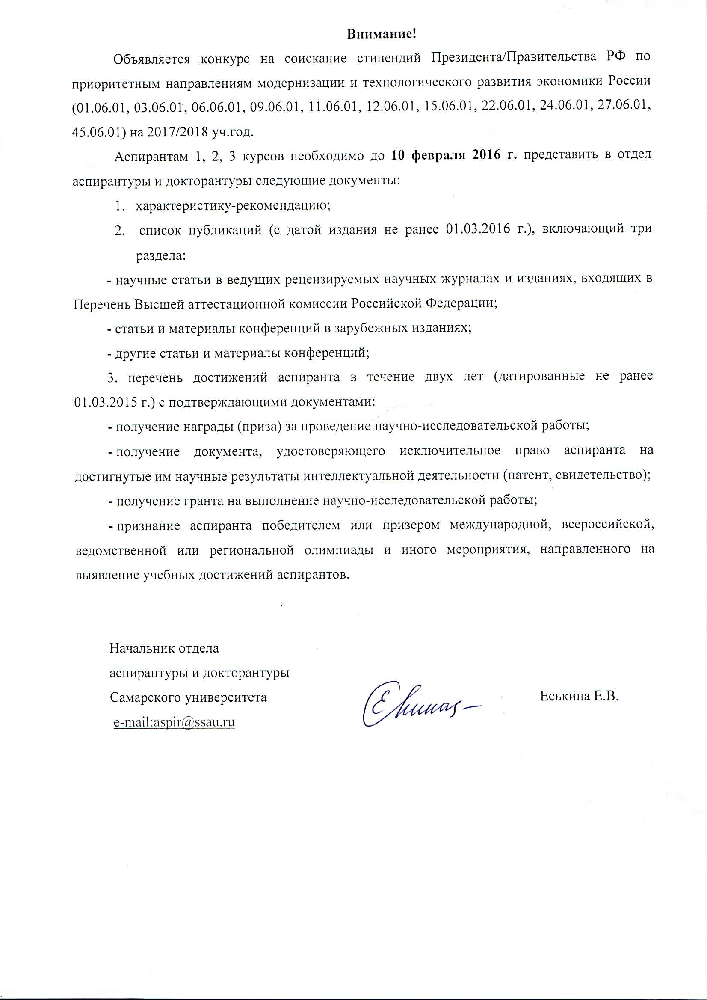 Внимание!
Объявляется конкурс на соискание стипендий Президента/Правительства РФ по
приоритетным направлениям модернизации и технологического развития экономики России
(01.06.01, 03.06.01, 06.06.01, 09.06.01, 11.06.01, 12.06.01, 15.06.01, 22.06.01, 24.06.01, 27.06.01,
45.06.01) на 2017/2018 уч.год.
Аспирантам 1, 2, 3 курсов необходимо до 10 февраля 2016 г. представить в отдел
аспирантуры и докторантуры следующие документы:
1. характеристику-рекомендацию;
2. список публикаций (с датой издания не ранее 01.03.2016 г.), включающий три
раздела:
- научные статьи в ведущих рецензируемых научных журналах и изданиях, входящих в
Перечень Высшей аттестационной комиссии Российской Федерации;
- статьи и материалы конференций в зарубежных изданиях;
- другие статьи и материалы конференций;
3. перечень достижений аспиранта в течение двух лет (датированные не ранее
01.03.2015 г.) с подтверждающими документами:
- получение награды (приза) за проведение научно-исследовательской работы;
- получение документа, удостоверяющего исключительное право аспиранта на
достигнутые им научные результаты интеллектуальной деятельности (патент, свидетельство);
- получение гранта на выполнение научно-исследовательской работы;
- признание аспиранта победителем или призером международной, всероссийской,
ведомственной или региональной олимпиады и иного мероприятия, направленного на
выявление учебных достижений аспирантов.
Начальник отдела
аспирантуры и докторантуры
Самарского университета
Еськина Е.В.
e-mail:aspir@ssau.ru